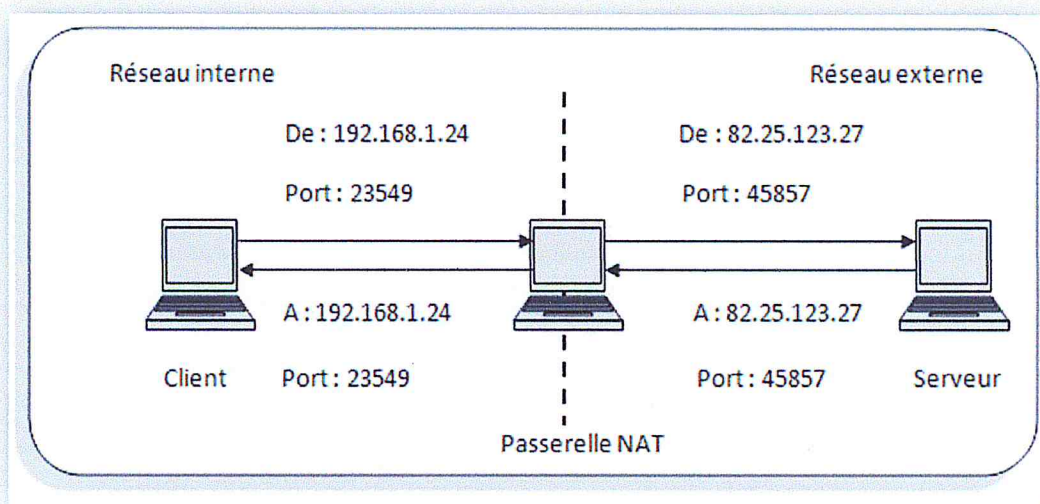 Réseau interne
Réseau externe
De : 192.168.1.24
De : 82.25.123.27
Port : 23549
Port : 45857
A : 192.168.1.24
A : 82.25.123.27
Client
Port : 23549
Port : 45857
Serveur
Passerelle NAT